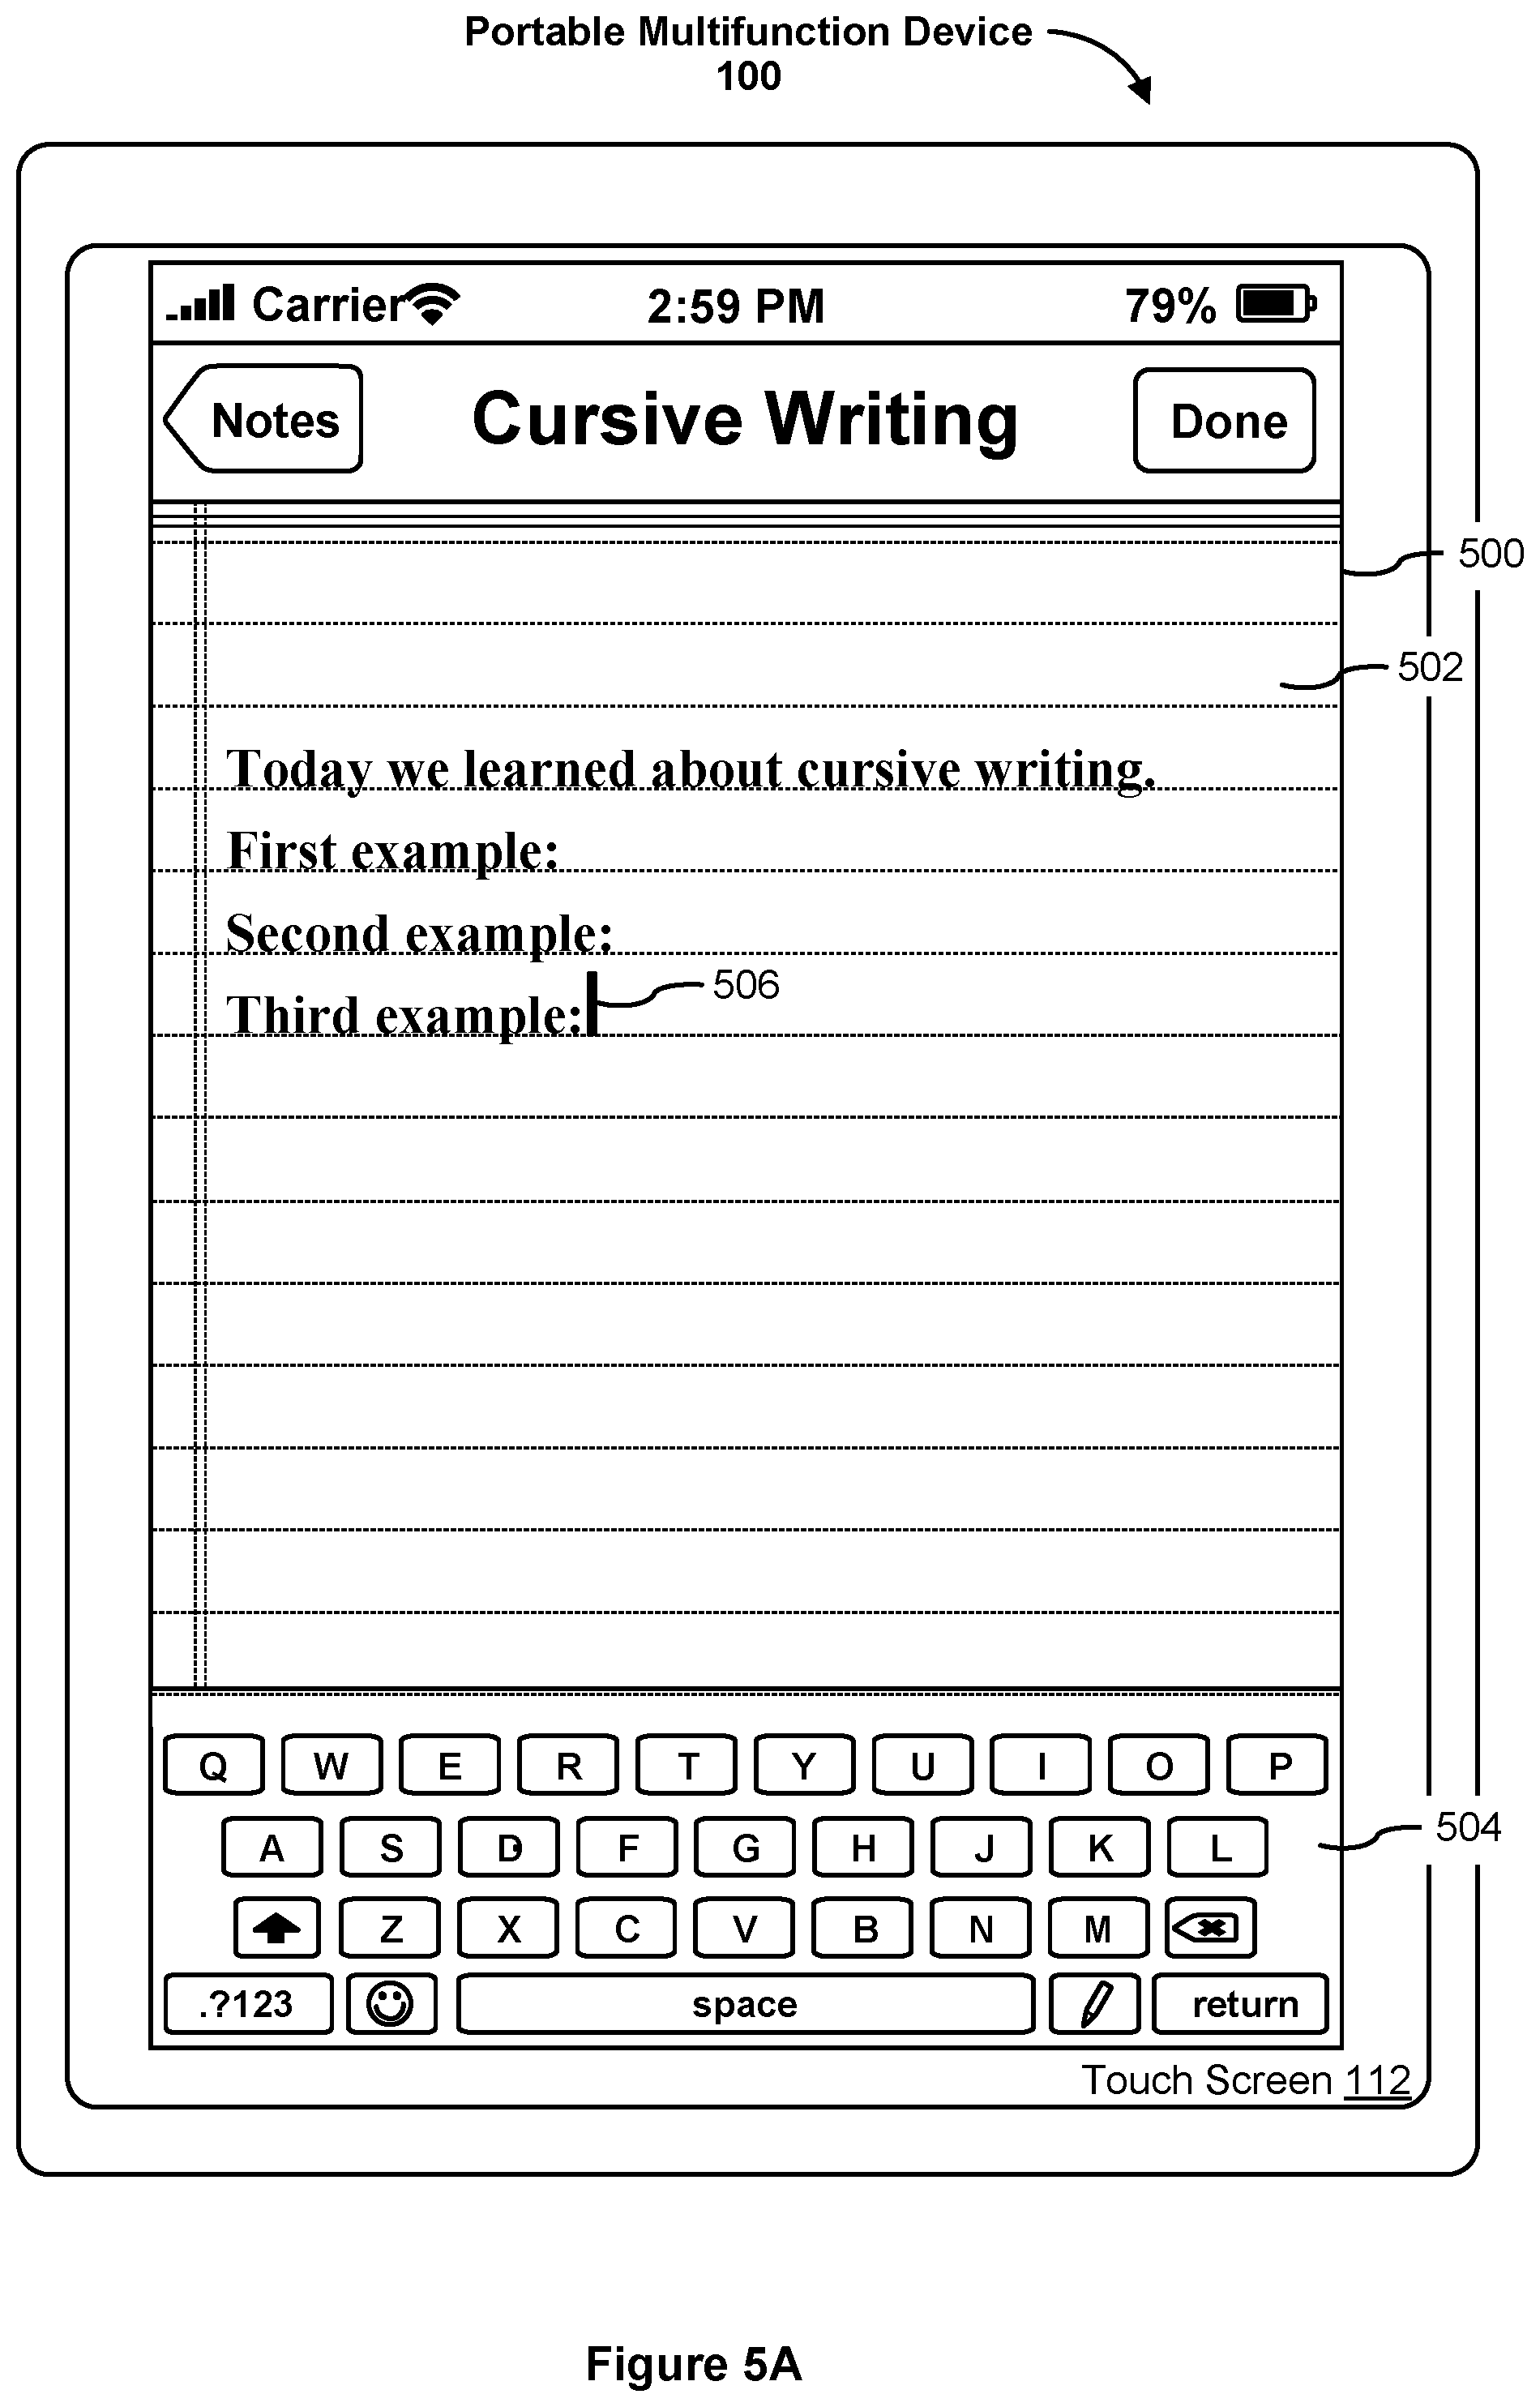 Portable Multifunction Device
100
Carrier 2:59 PM 79%
Notes Cursive Writing Done
500
502
Today we learned about cursive writing.
First example:
Second example:
Third example: 506
Q W E R T Y U I O P
A S D F G H J K L
504
Z X C V B N M
.?123 space return
Touch Screen 112
Figure 5A